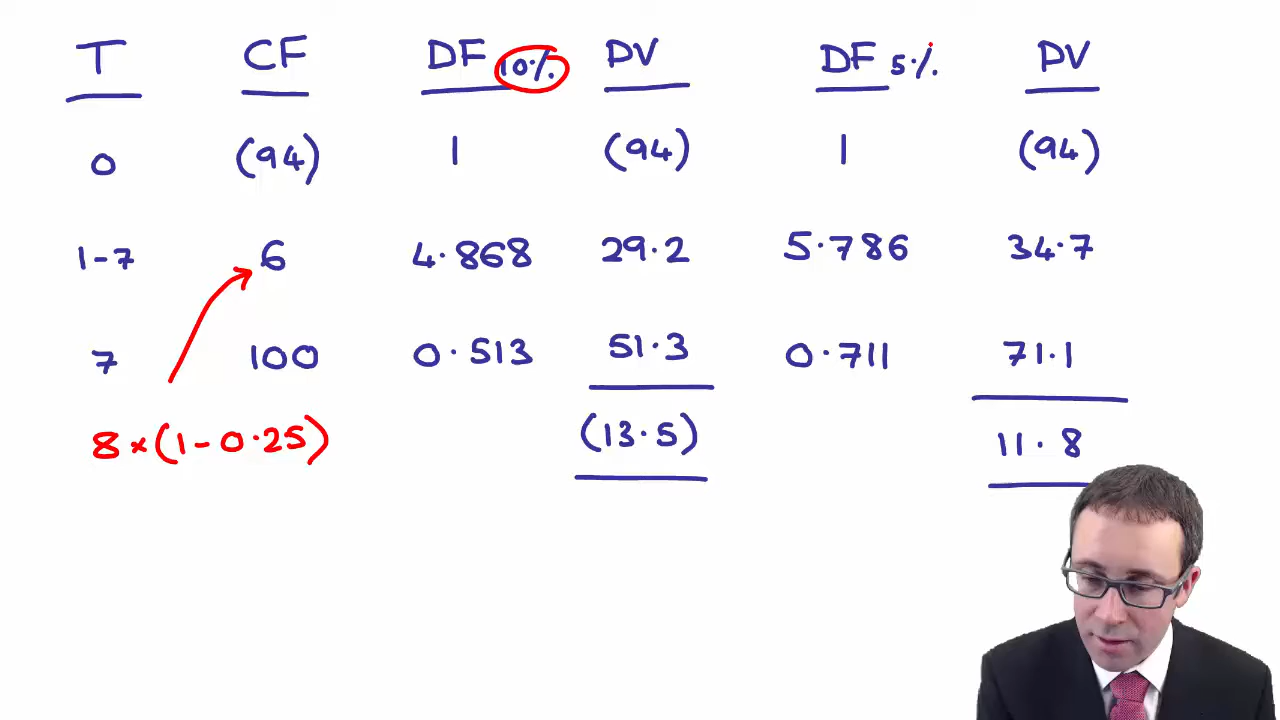 T CF DF 10% PV DF 5% PV
0 (94) 1 (94) 1 (94)
1-7 6 4.868 29.2 5.786 34.7
7 100 0.513 51.3 0.711 71.1
8×(1-0.25) (13.5) 11.8